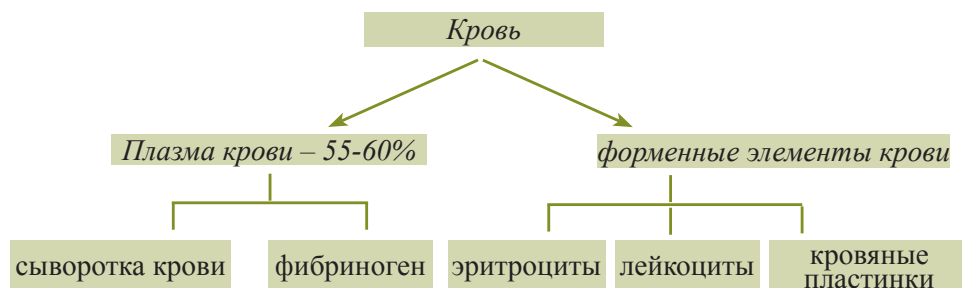 Кровь
Плазма крови – 55-60%
форменные элементы крови
сыворотка крови
фибриноген
эритроциты
лейкоциты
кровяные
пластинки